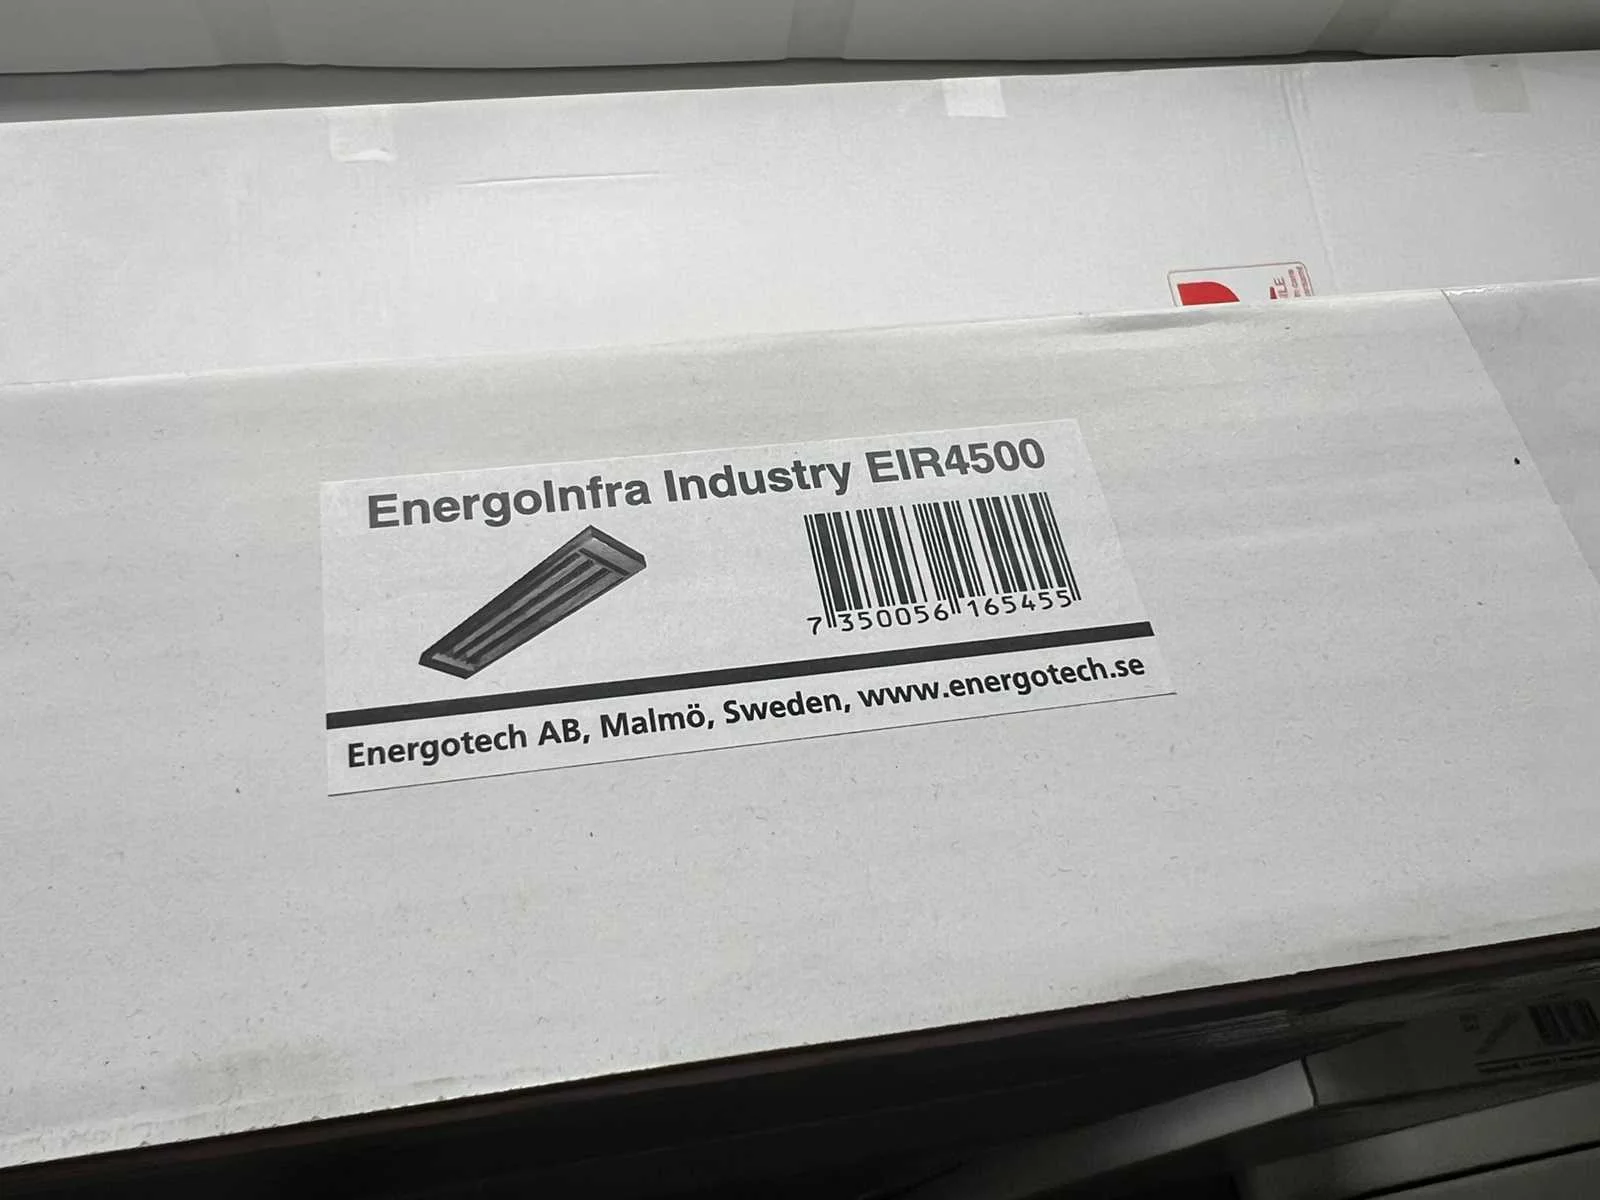 EnergoInfra Industry EIR4500
7 350056 165455
Energotech AB, Malmö, Sweden, www.energotech.se